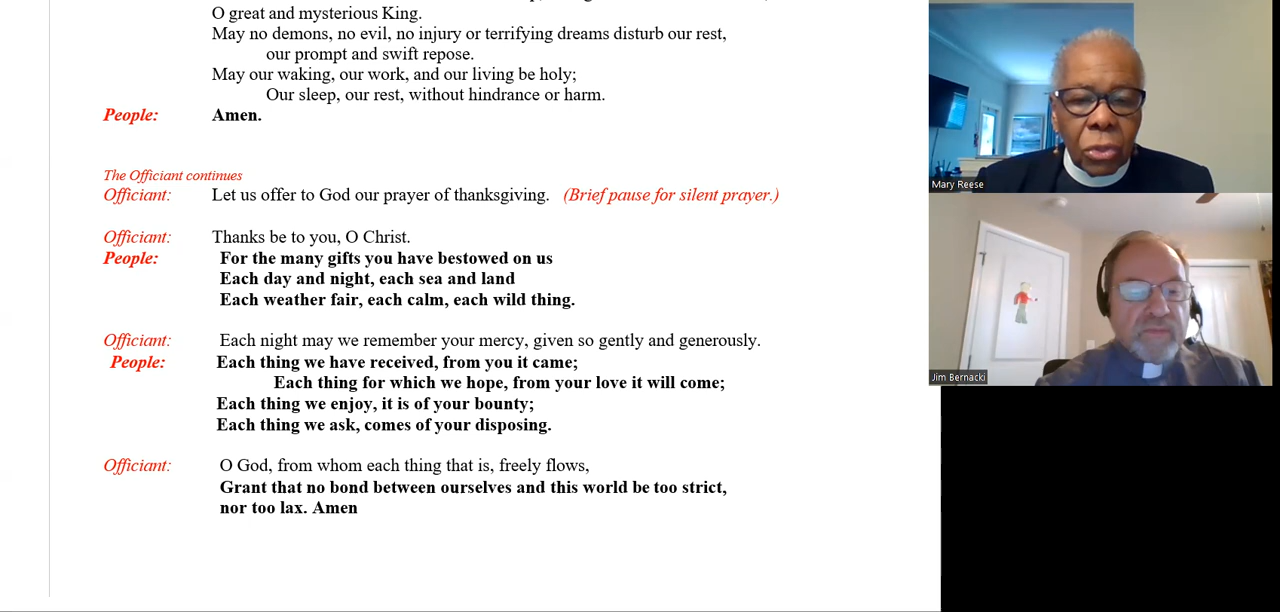 O great and mysterious King.
May no demons, no evil, no injury or terrifying dreams disturb our rest,
our prompt and swift repose.
May our waking, our work, and our living be holy;
Our sleep, our rest, without hindrance or harm.
People: Amen.
The Officiant continues
Officiant: Let us offer to God our prayer of thanksgiving. (Brief pause for silent prayer.)
Officiant: Thanks be to you, O Christ.
People: For the many gifts you have bestowed on us
Each day and night, each sea and land
Each weather fair, each calm, each wild thing.
Officiant: Each night may we remember your mercy, given so gently and generously.
People: Each thing we have received, from you it came;
Each thing for which we hope, from your love it will come;
Each thing we enjoy, it is of your bounty;
Each thing we ask, comes of your disposing.
Officiant: O God, from whom each thing that is, freely flows,
Grant that no bond between ourselves and this world be too strict,
nor too lax. Amen
Mary Reese
Jim Bernacki